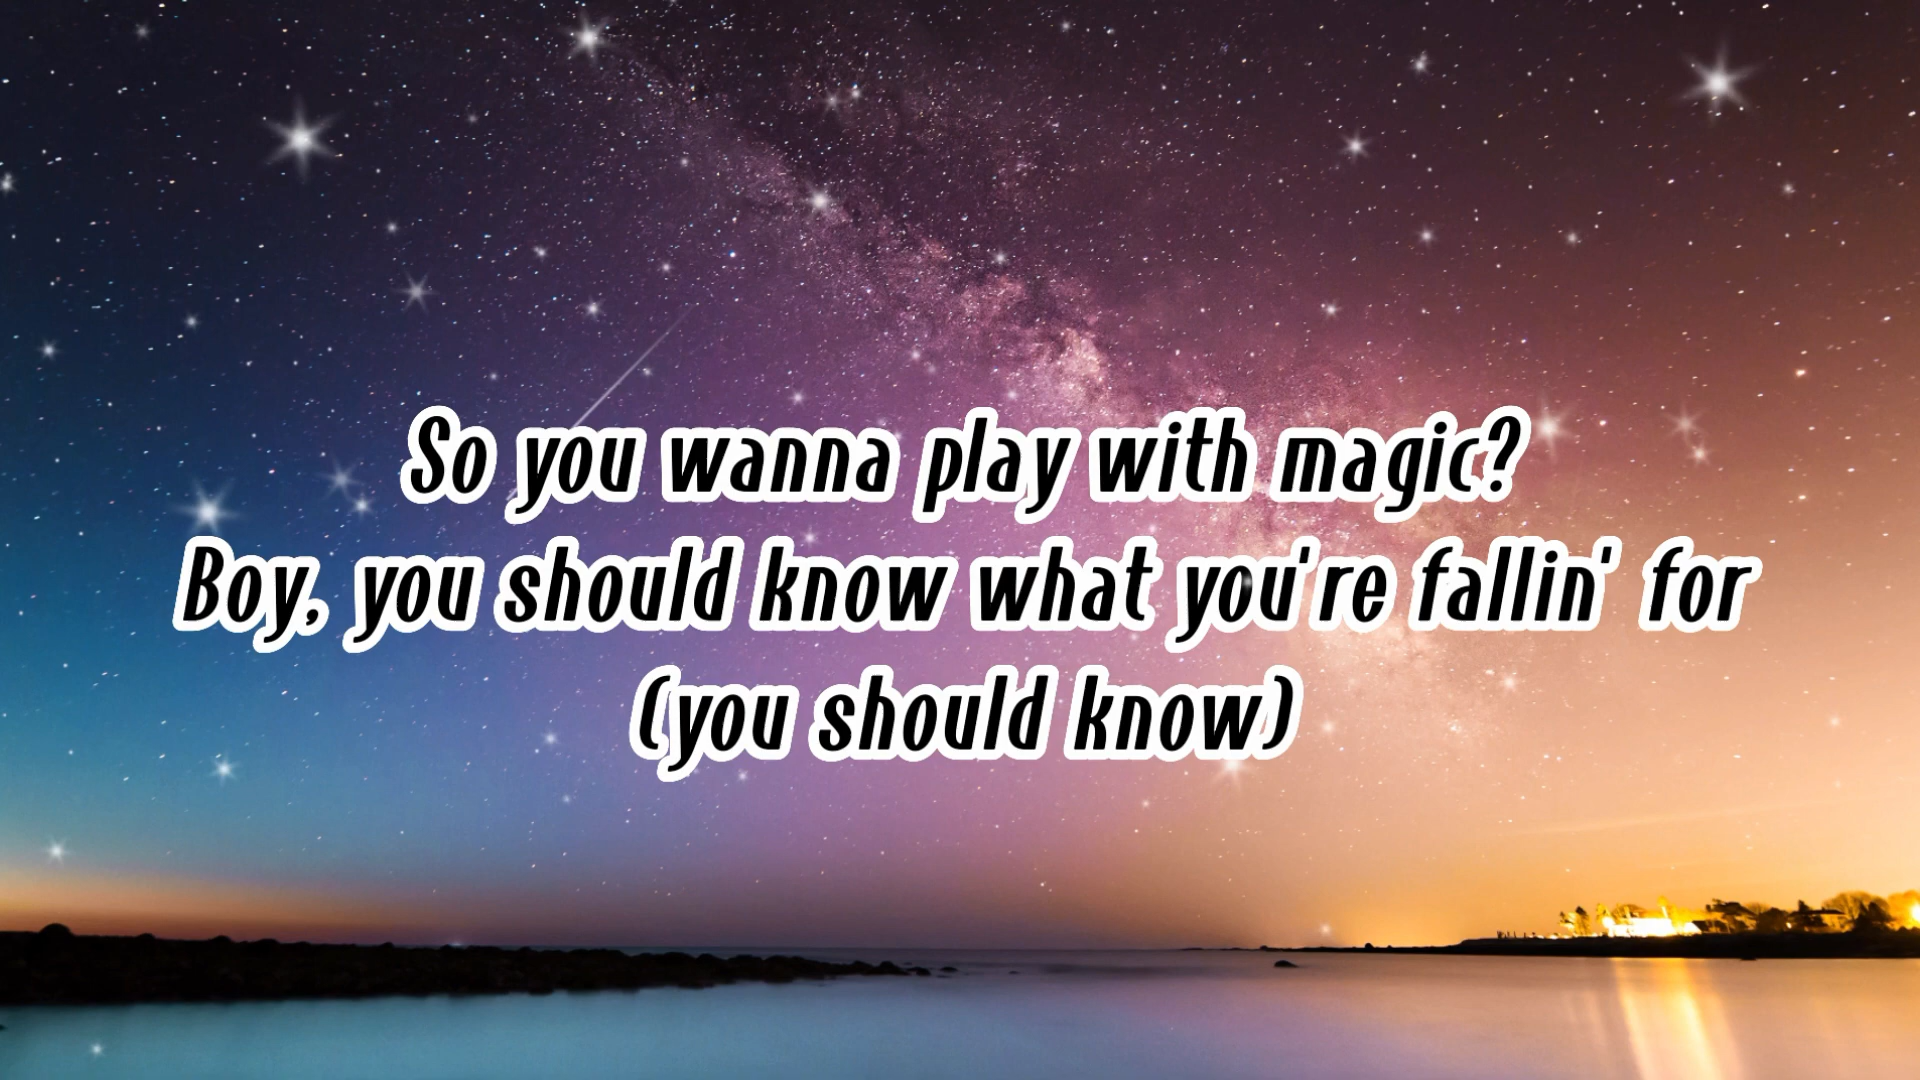 So you wanna play with magic?
Boy, you should know what you're fallin' for
(you should know)